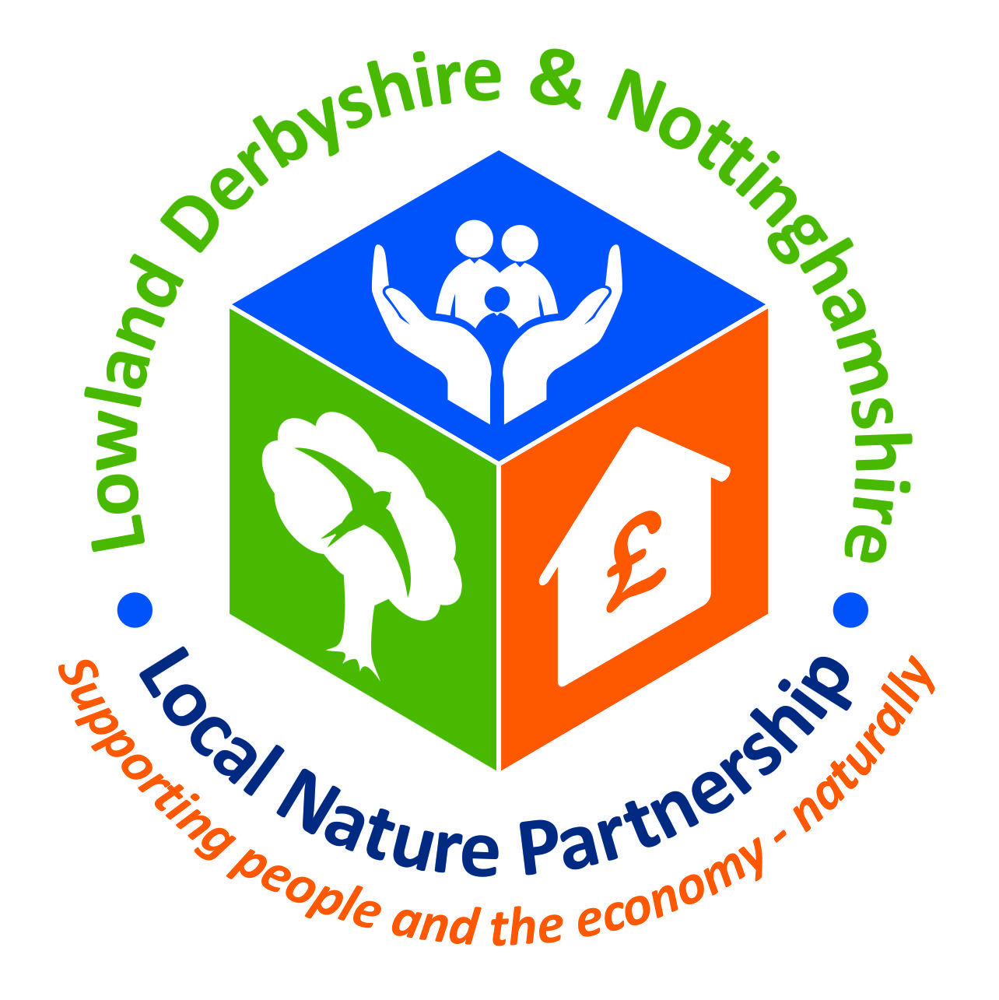 Lowland Derbyshire & Nottinghamshire
£
Local Nature Partnership
Supporting people and the economy - naturally